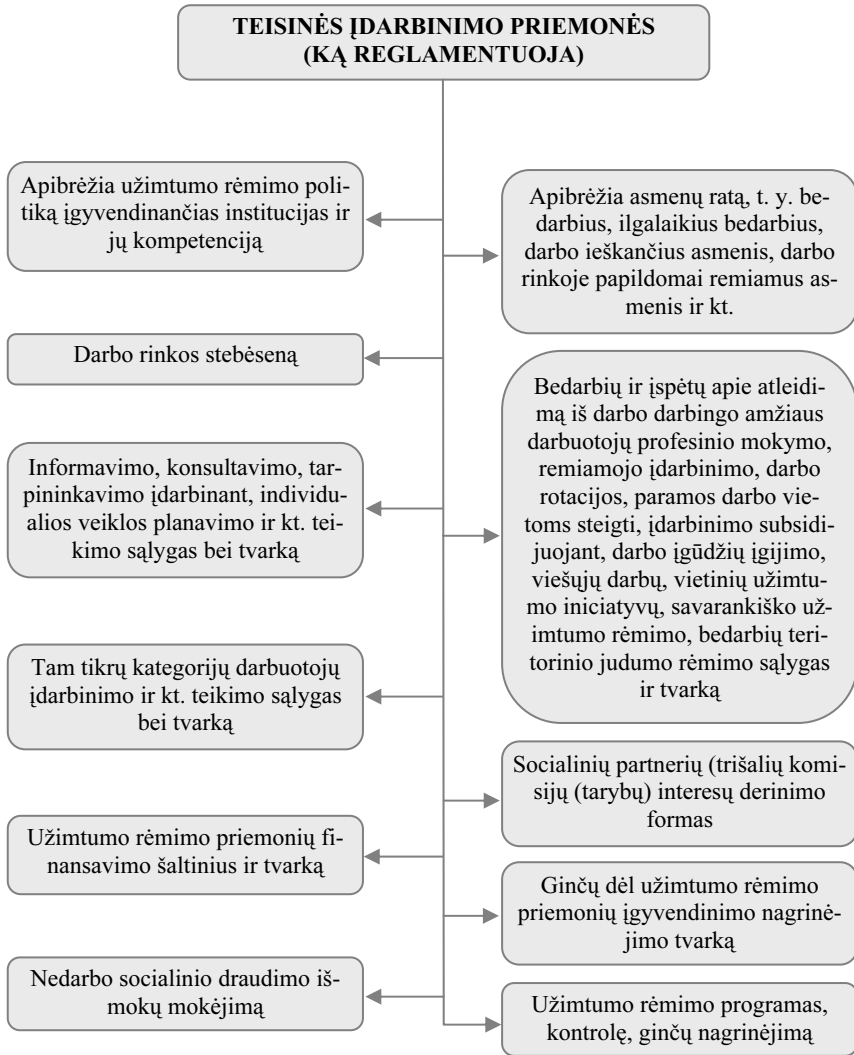 TEISINĖS ĮDARBINIMO PRIEMONĖS
(KĄ REGLAMENTUOJA)
Apibrėžia užimtumo rėmimo poli-
tiką įgyvendinančias institucijas ir
jų kompetenciją
Apibrėžia asmenų ratą, t. y. be-
darbius, ilgalaikius bedarbius,
darbo ieškančius asmenis, darbo
rinkoje papildomai remiamus as-
menis ir kt.
Darbo rinkos stebėseną
Bedarbių ir įspėtų apie atleidi-
mą iš darbo darbingo amžiaus
darbuotojų profesinio mokymo,
remiamojo įdarbinimo, darbo
rotacijos, paramos darbo vie-
toms steigti, įdarbinimo subsidi-
juojant, darbo įgūdžių įgijimo,
viešųjų darbų, vietinių užimtu-
mo iniciatyvų, savarankiško už-
imtumo rėmimo, bedarbių teri-
torinio judumo rėmimo sąlygas
ir tvarką
Informavimo, konsultavimo, tar-
pininkavimo įdarbinant, individu-
alios veiklos planavimo ir kt. tei-
kimo sąlygas bei tvarką
Tam tikrų kategorijų darbuotojų
įdarbinimo ir kt. teikimo sąlygas
bei tvarką
Socialinių partnerių (trišalių komi-
sijų (tarybų) interesų derinimo
formas
Užimtumo rėmimo priemonių fi-
nansavimo šaltinius ir tvarką
Ginčų dėl užimtumo rėmimo
priemonių įgyvendinimo nagrinė-
jimo tvarką
Nedarbo socialinio draudimo iš-
mokų mokėjimą
Užimtumo rėmimo programas,
kontrolę, ginčų nagrinėjimą